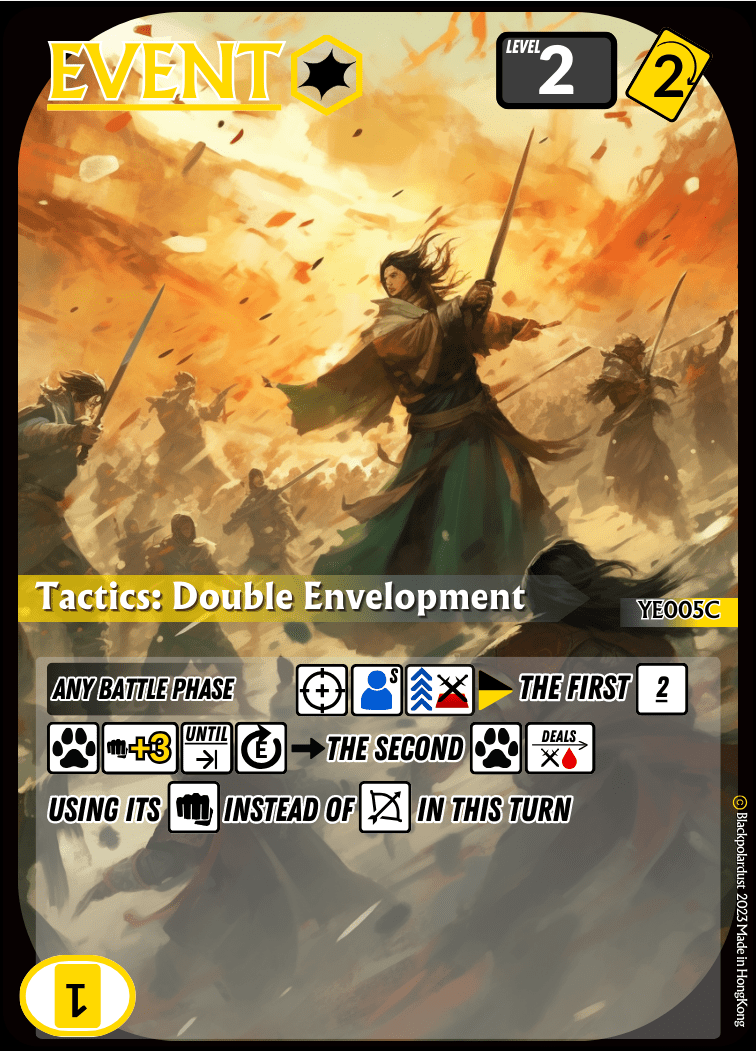 EVENT
LEVEL 2
2
Tactics: Double Envelopment
YE005C
ANY BATTLE PHASE S THE FIRST 2
+3 UNTIL E THE SECOND DEALS
USING ITS INSTEAD OF IN THIS TURN
1
© Blackpolardust 2023 Made in HongKong